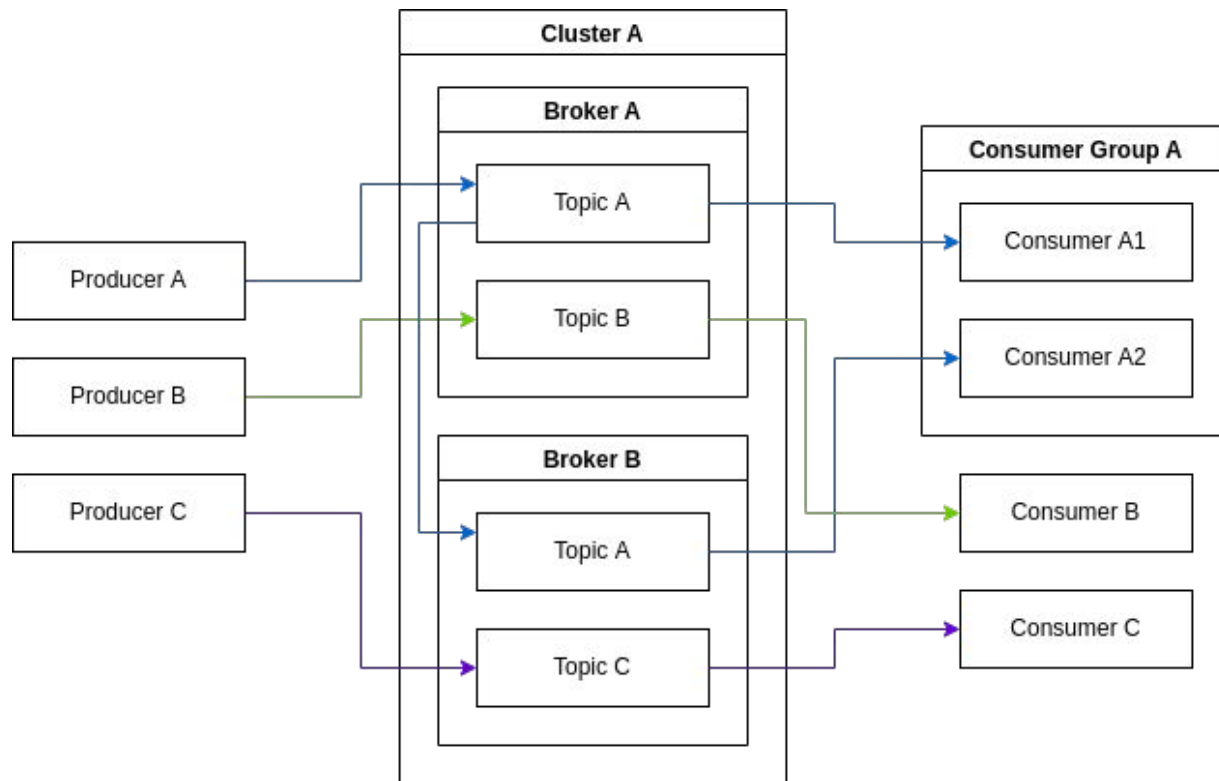 Cluster A
Broker A
Topic A
Topic B
Broker B
Topic A
Topic C
Producer A
Producer B
Producer C
Consumer Group A
Consumer A1
Consumer A2
Consumer B
Consumer C